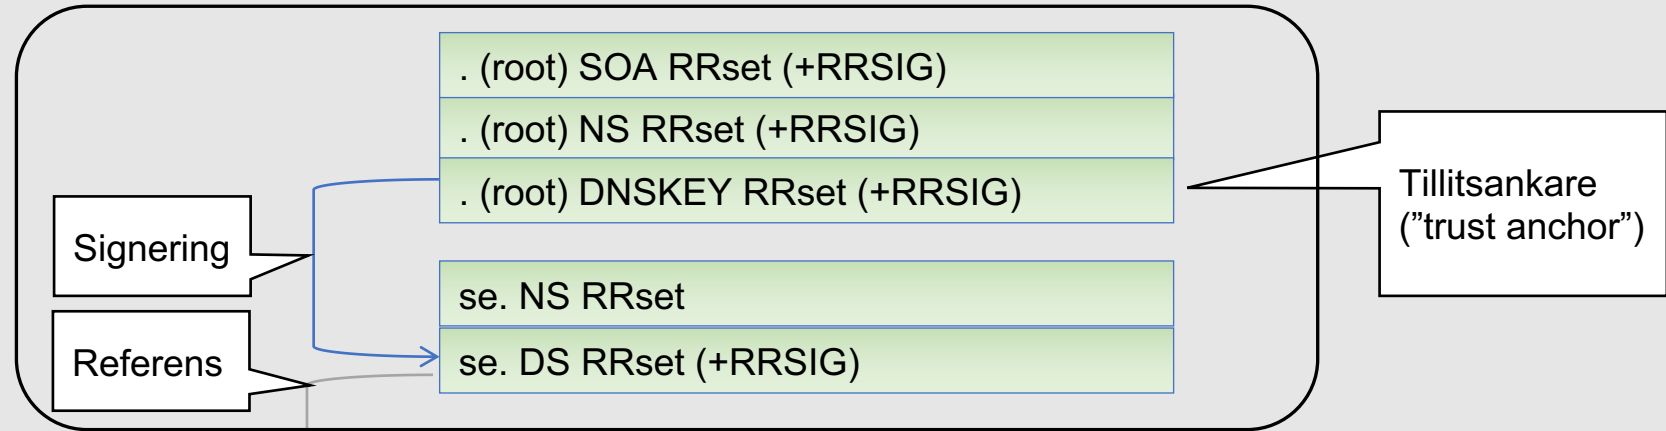 . (root) SOA RRset (+RRSIG)
. (root) NS RRset (+RRSIG)
. (root) DNSKEY RRset (+RRSIG)
Tillitsankare
(”trust anchor”)
Signering
se. NS RRset
Referens
se. DS RRset (+RRSIG)